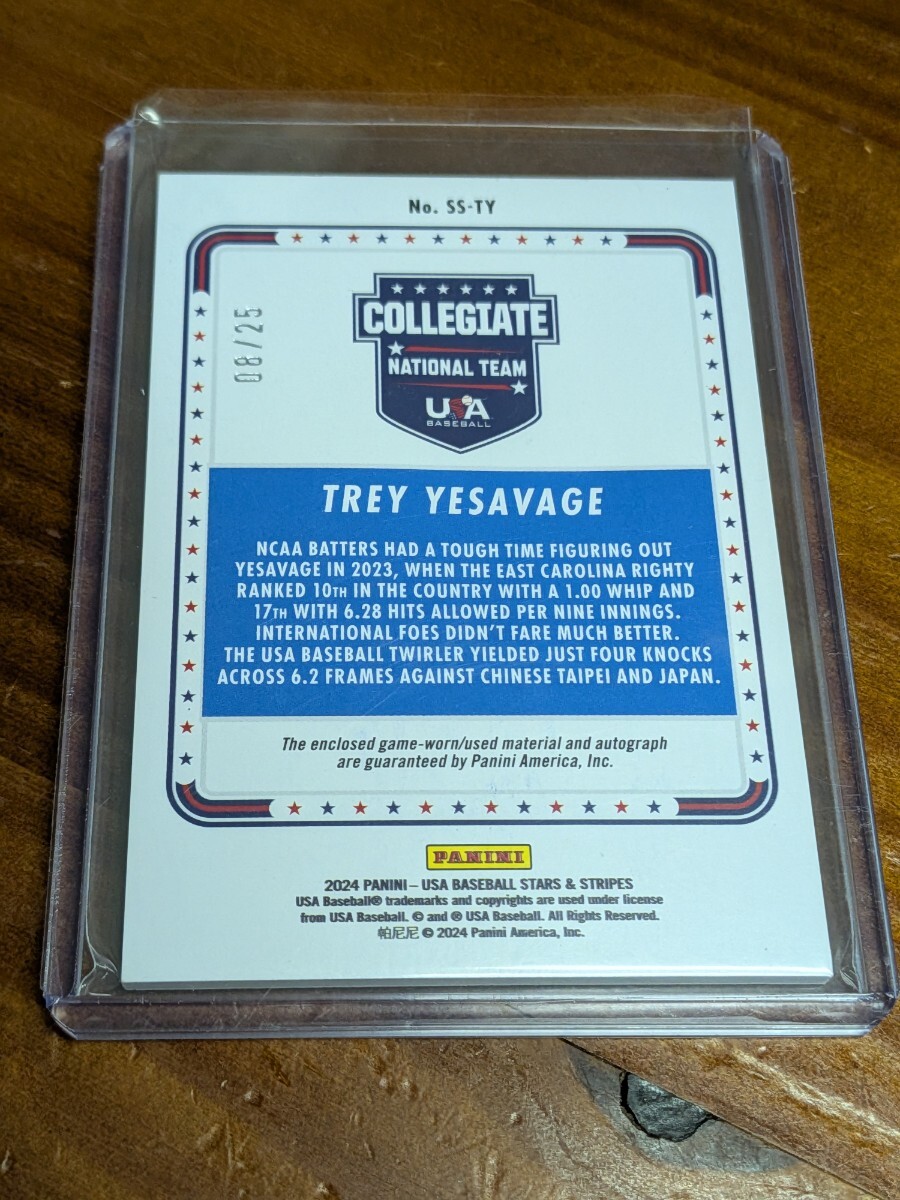 No. SS-TY
08/25
COLLEGIATE
NATIONAL TEAM
USA
BASEBALL
TREY YESAVAGE
NCAA BATTERS HAD A TOUGH TIME FIGURING OUT
YESAVAGE IN 2023, WHEN THE EAST CAROLINA RIGHTY
RANKED 10TH IN THE COUNTRY WITH A 1.00 WHIP AND
17TH WITH 6.28 HITS ALLOWED PER NINE INNINGS.
INTERNATIONAL FOES DIDN'T FARE MUCH BETTER.
THE USA BASEBALL TWIRLER YIELDED JUST FOUR KNOCKS
ACROSS 6.2 FRAMES AGAINST CHINESE TAIPEI AND JAPAN.
The enclosed game-worn/used material and autograph
are guaranteed by Panini America, Inc.
PANINI
2024 PANINI – USA BASEBALL STARS & STRIPES
USA Baseball® trademarks and copyrights are used under license
from USA Baseball. © and ® USA Baseball. All Rights Reserved.
帕尼尼 © 2024 Panini America, Inc.